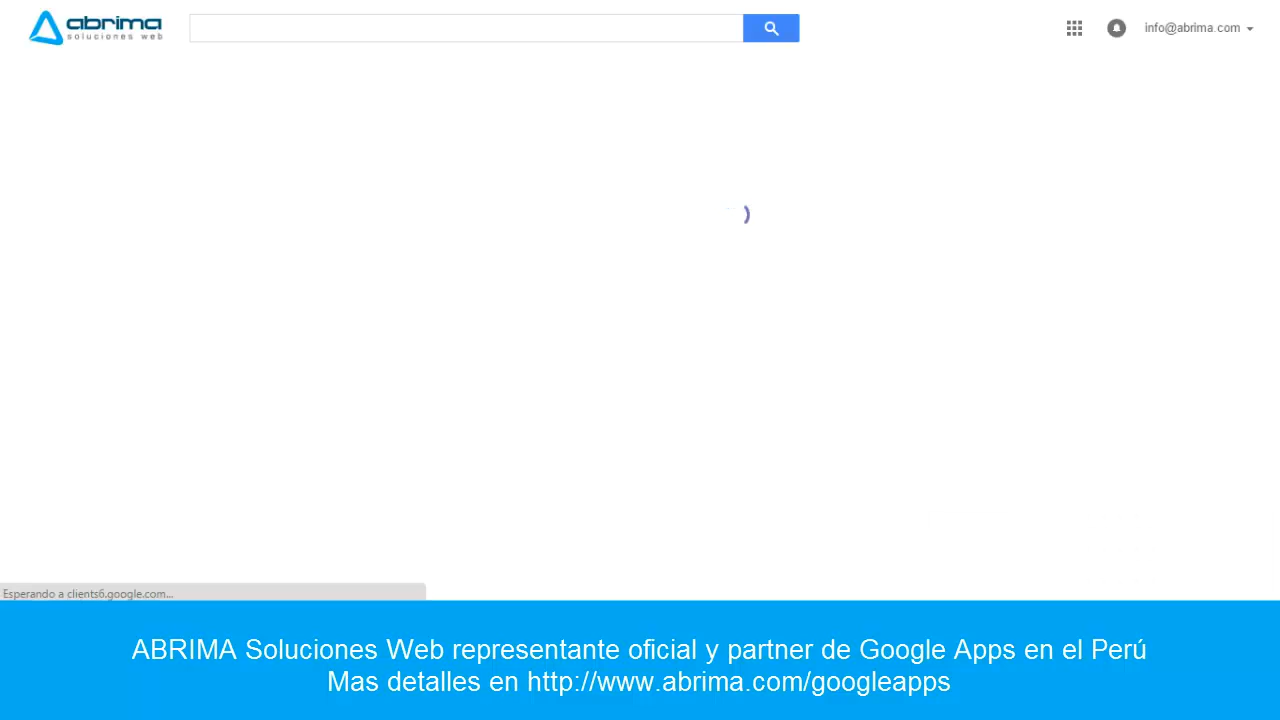 abrima
soluciones web
info@abrima.com
Esperando a clients6.google.com...
ABRIMA Soluciones Web representante oficial y partner de Google Apps en el Perú
Mas detalles en http://www.abrima.com/googleapps